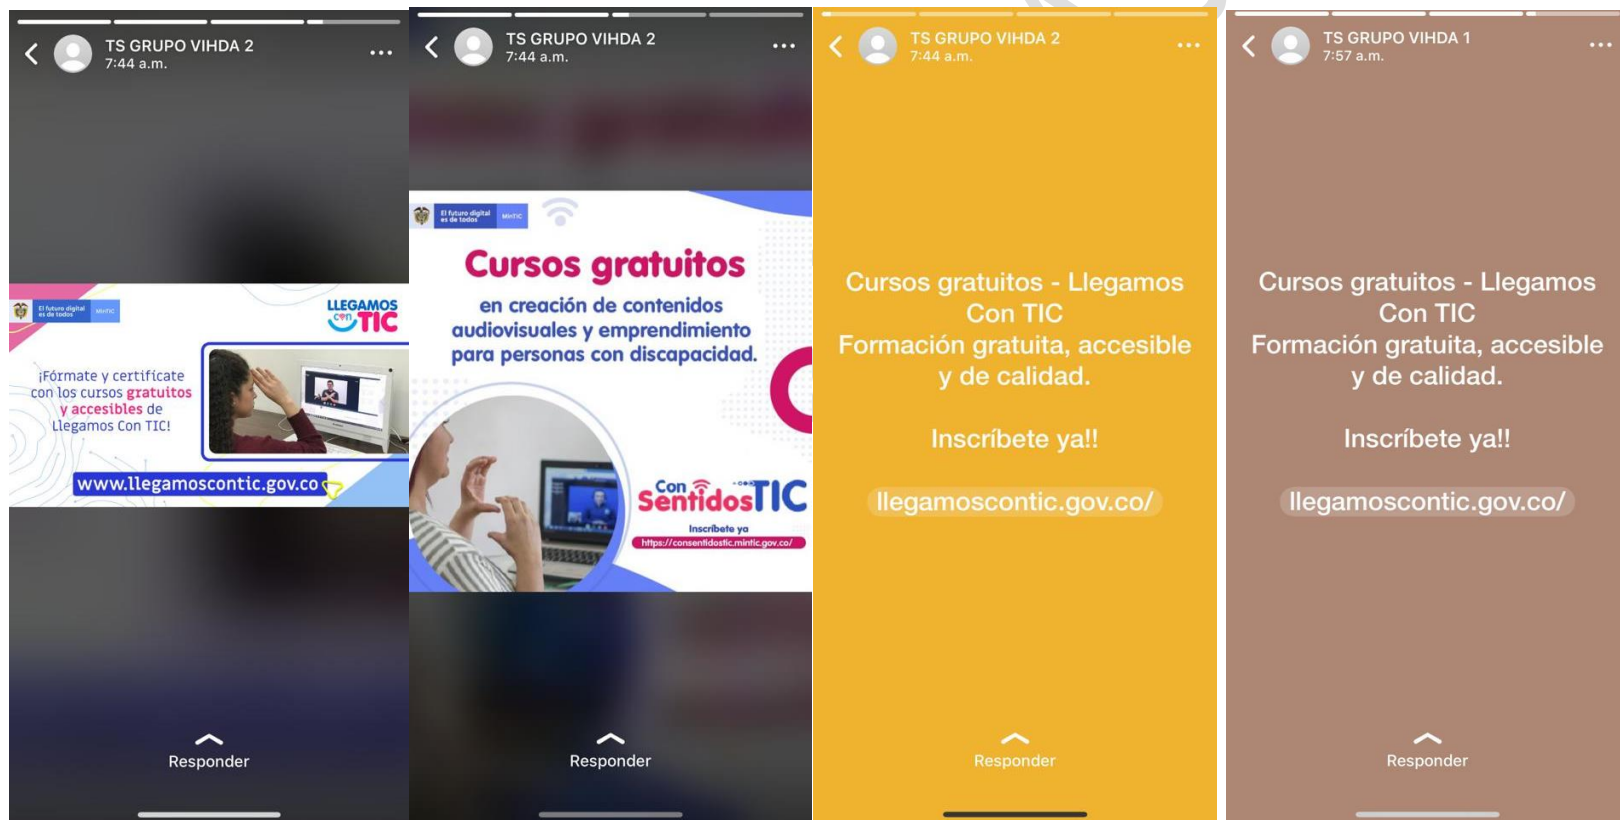 TS GRUPO VIHDA 2
7:44 a.m.
El futuro digital
es de todos
MinTIC
LLEGAMOS
con TIC
¡Fórmate y certifícate
con los cursos gratuitos
y accesibles de
Llegamos Con TIC!
www.llegamoscontic.gov.co
Responder
TS GRUPO VIHDA 2
7:44 a.m.
El futuro digital
es de todos
MinTIC
Cursos gratuitos
en creación de contenidos
audiovisuales y emprendimiento
para personas con discapacidad.
Con
SentidosTIC
Inscríbete ya
https://consentidostic.mintic.gov.co/
Responder
TS GRUPO VIHDA 2
7:44 a.m.
Cursos gratuitos - Llegamos
Con TIC
Formación gratuita, accesible
y de calidad.
Inscríbete ya!!
llegamoscontic.gov.co/
Responder
TS GRUPO VIHDA 1
7:57 a.m.
Cursos gratuitos - Llegamos
Con TIC
Formación gratuita, accesible
y de calidad.
Inscríbete ya!!
llegamoscontic.gov.co/
Responder